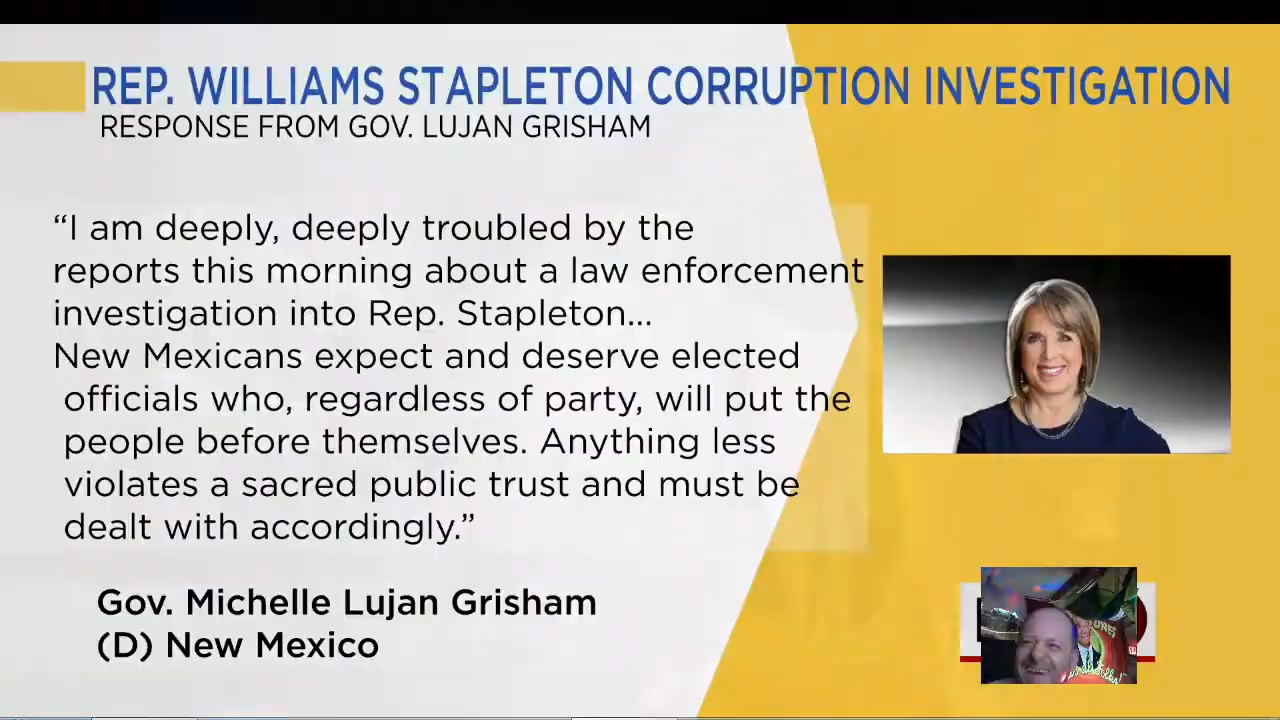 REP. WILLIAMS STAPLETON CORRUPTION INVESTIGATION
RESPONSE FROM GOV. LUJAN GRISHAM
“I am deeply, deeply troubled by the
reports this morning about a law enforcement
investigation into Rep. Stapleton...
New Mexicans expect and deserve elected
officials who, regardless of party, will put the
people before themselves. Anything less
violates a sacred public trust and must be
dealt with accordingly.”
Gov. Michelle Lujan Grisham
(D) New Mexico